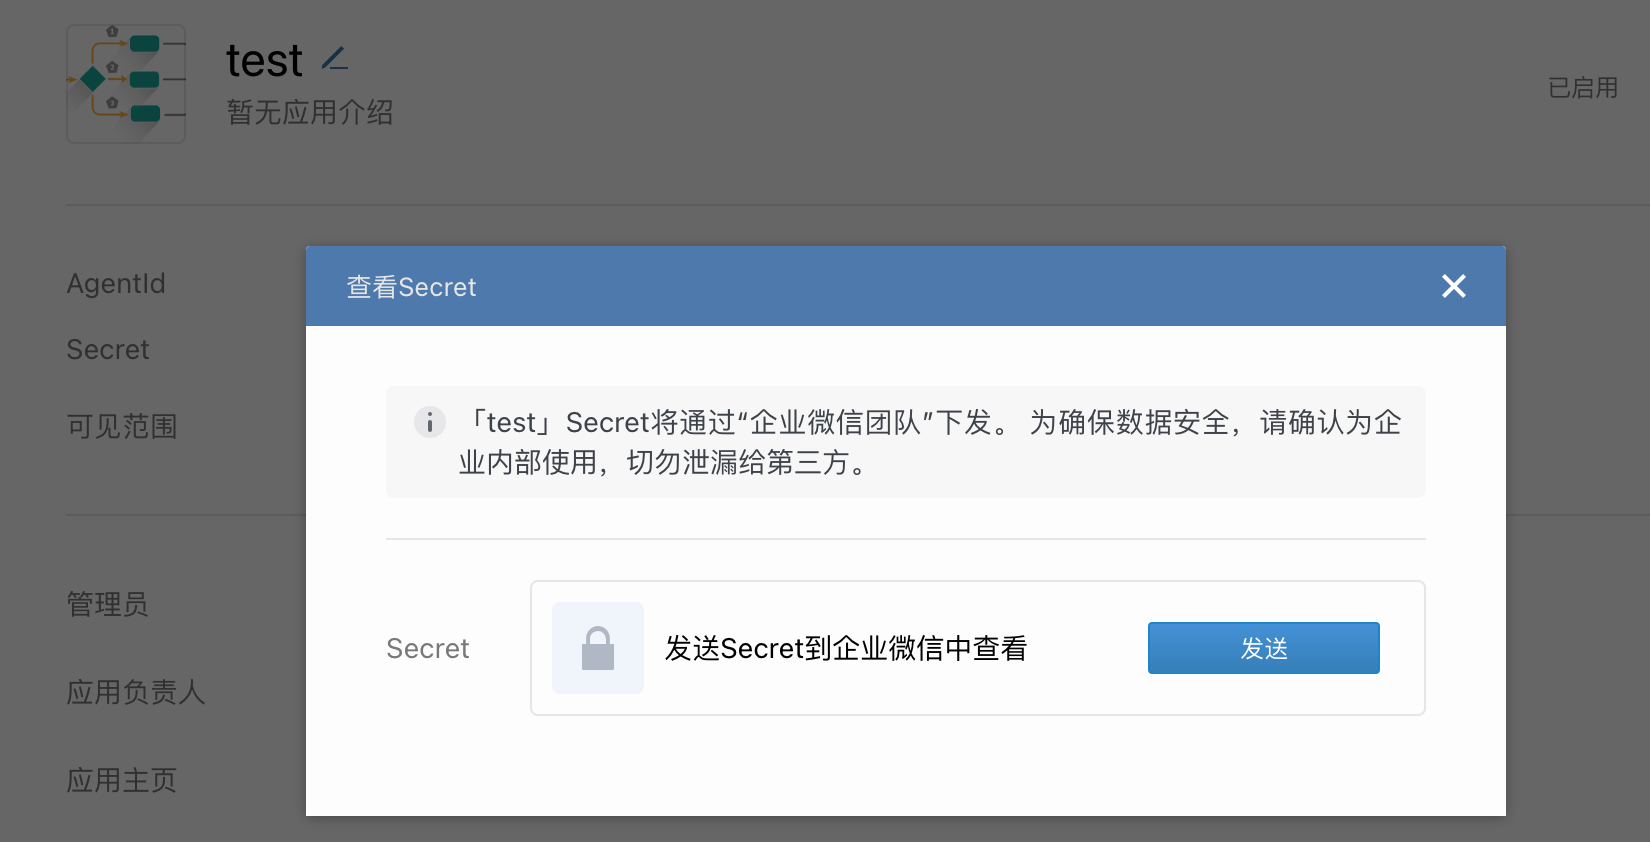 test
暂无应用介绍
已启用
AgentId
Secret
可见范围
管理员
应用负责人
应用主页
查看Secret
「test」Secret将通过“企业微信团队”下发。 为确保数据安全，请确认为企
业内部使用，切勿泄漏给第三方。
Secret
发送Secret到企业微信中查看
发送